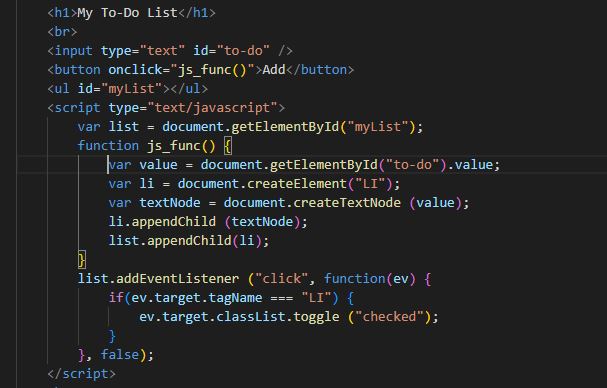 <h1>My To-Do List</h1>
<br>
<input type="text" id="to-do" />
<button onclick="js_func()">Add</button>
<ul id="myList"></ul>
<script type="text/javascript">
    var list = document.getElementById("myList");
    function js_func() {
        var value = document.getElementById("to-do").value;
        var li = document.createElement("LI");
        var textNode = document.createTextNode (value);
        li.appendChild (textNode);
        list.appendChild(li);
    }
    list.addEventListener ("click", function(ev) {
        if(ev.target.tagName === "LI") {
            ev.target.classList.toggle ("checked");
        }
    }, false);
</script>